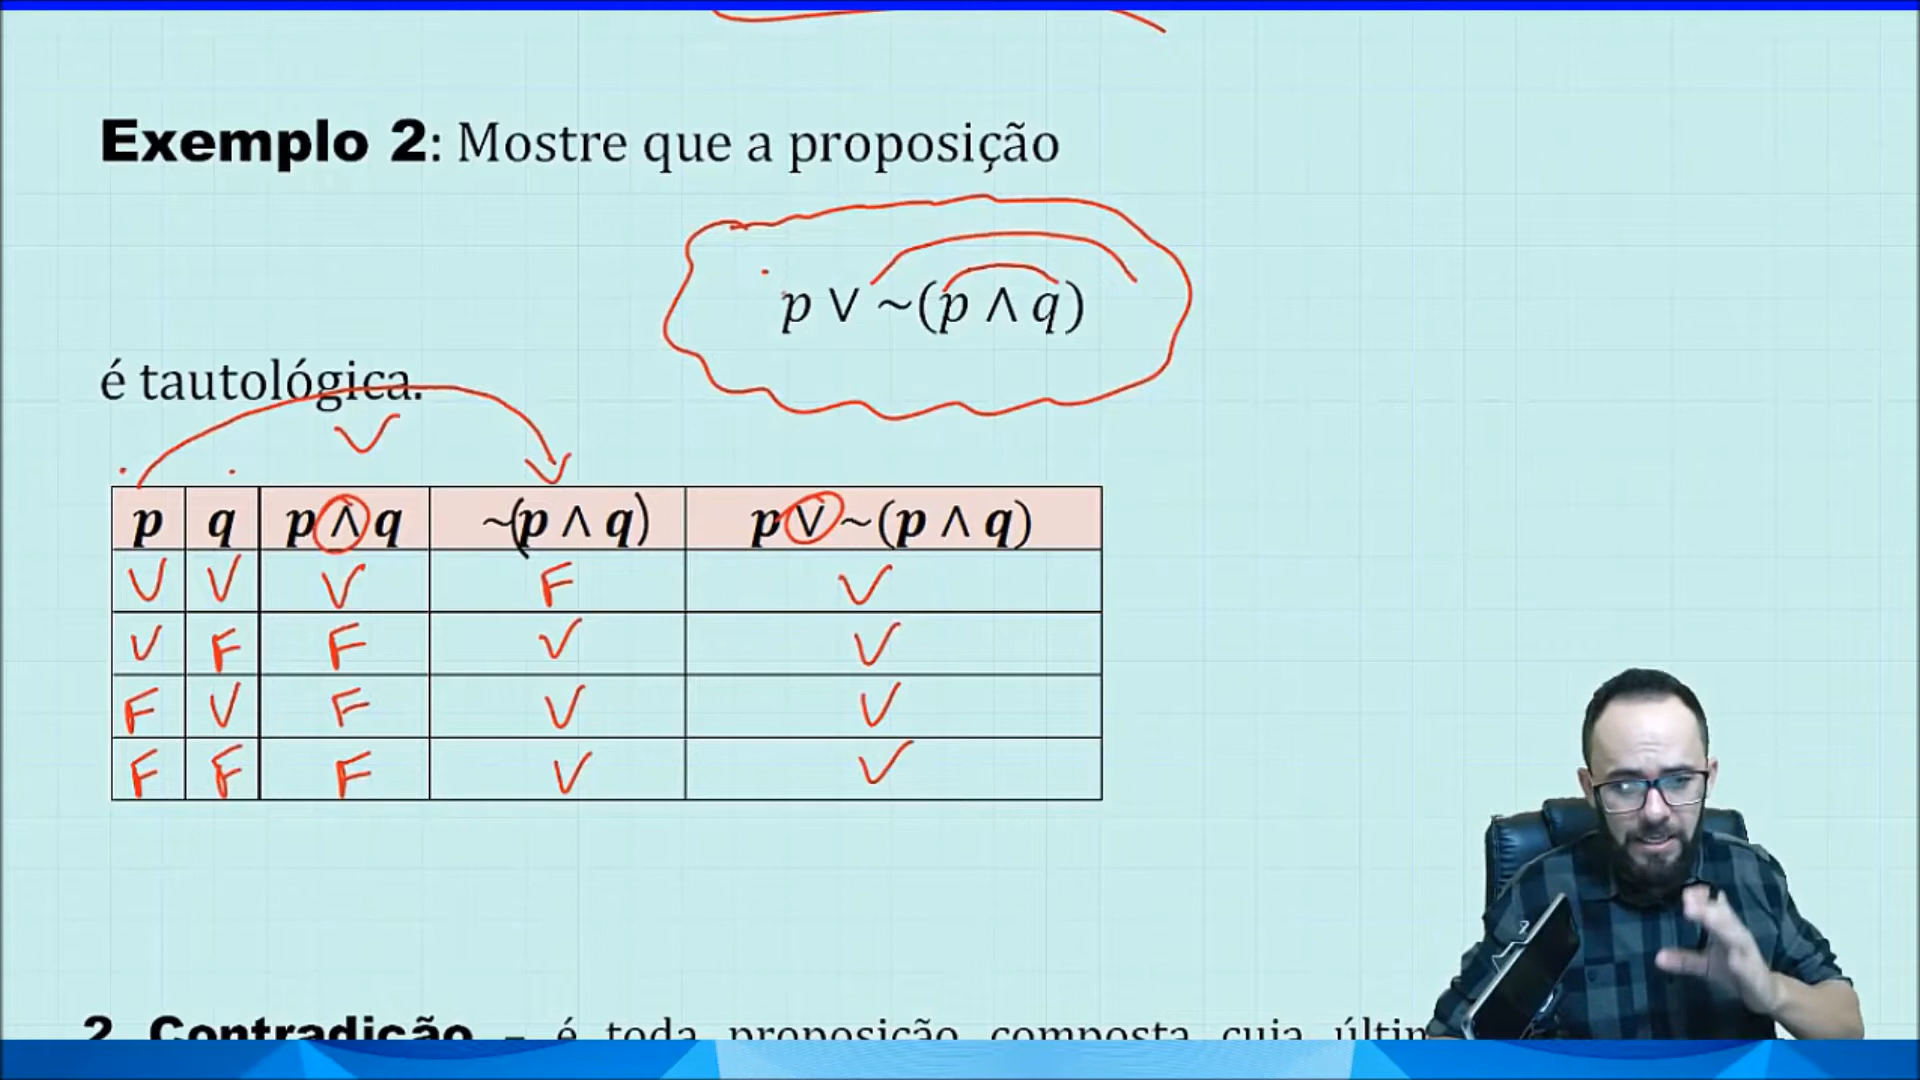 Exemplo 2: Mostre que a proposição
p ∨ ~(p ∧ q)
é tautológica.
p q p ∧ q ~(p ∧ q) p ∨ ~(p ∧ q)
V V V F V
V F F V V
F V F V V
F F F V V
2 Contradição – é toda proposição composta cuja últim